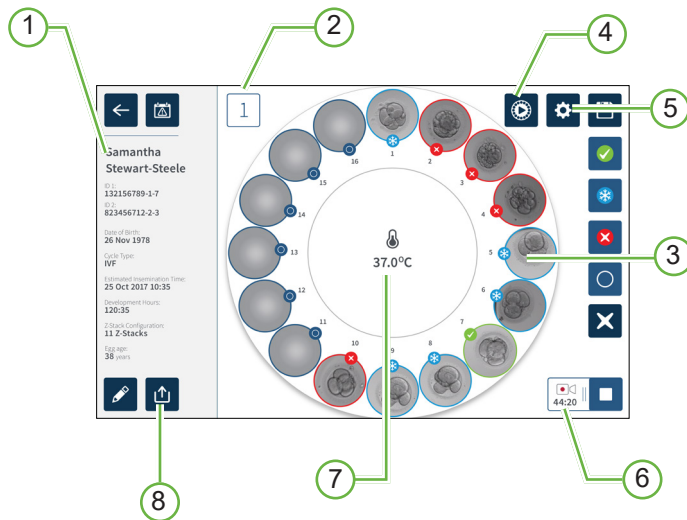 1
2
4
5
1
Samantha
Stewart-Steele
ID 1:
132156789-1-7
ID 2:
823456712-2-3
Date of Birth:
26 Nov 1978
Cycle Type:
IVF
Estimated Insemination Time:
25 Oct 2017 10:35
Development Hours:
120:35
Z-Stack Configuration:
11 Z-Stacks
Egg age:
38 years
16
1
2
15
3
14
4
13
5
3
37.0°C
12
6
11
7
10
9
8
44:20
8
7
6